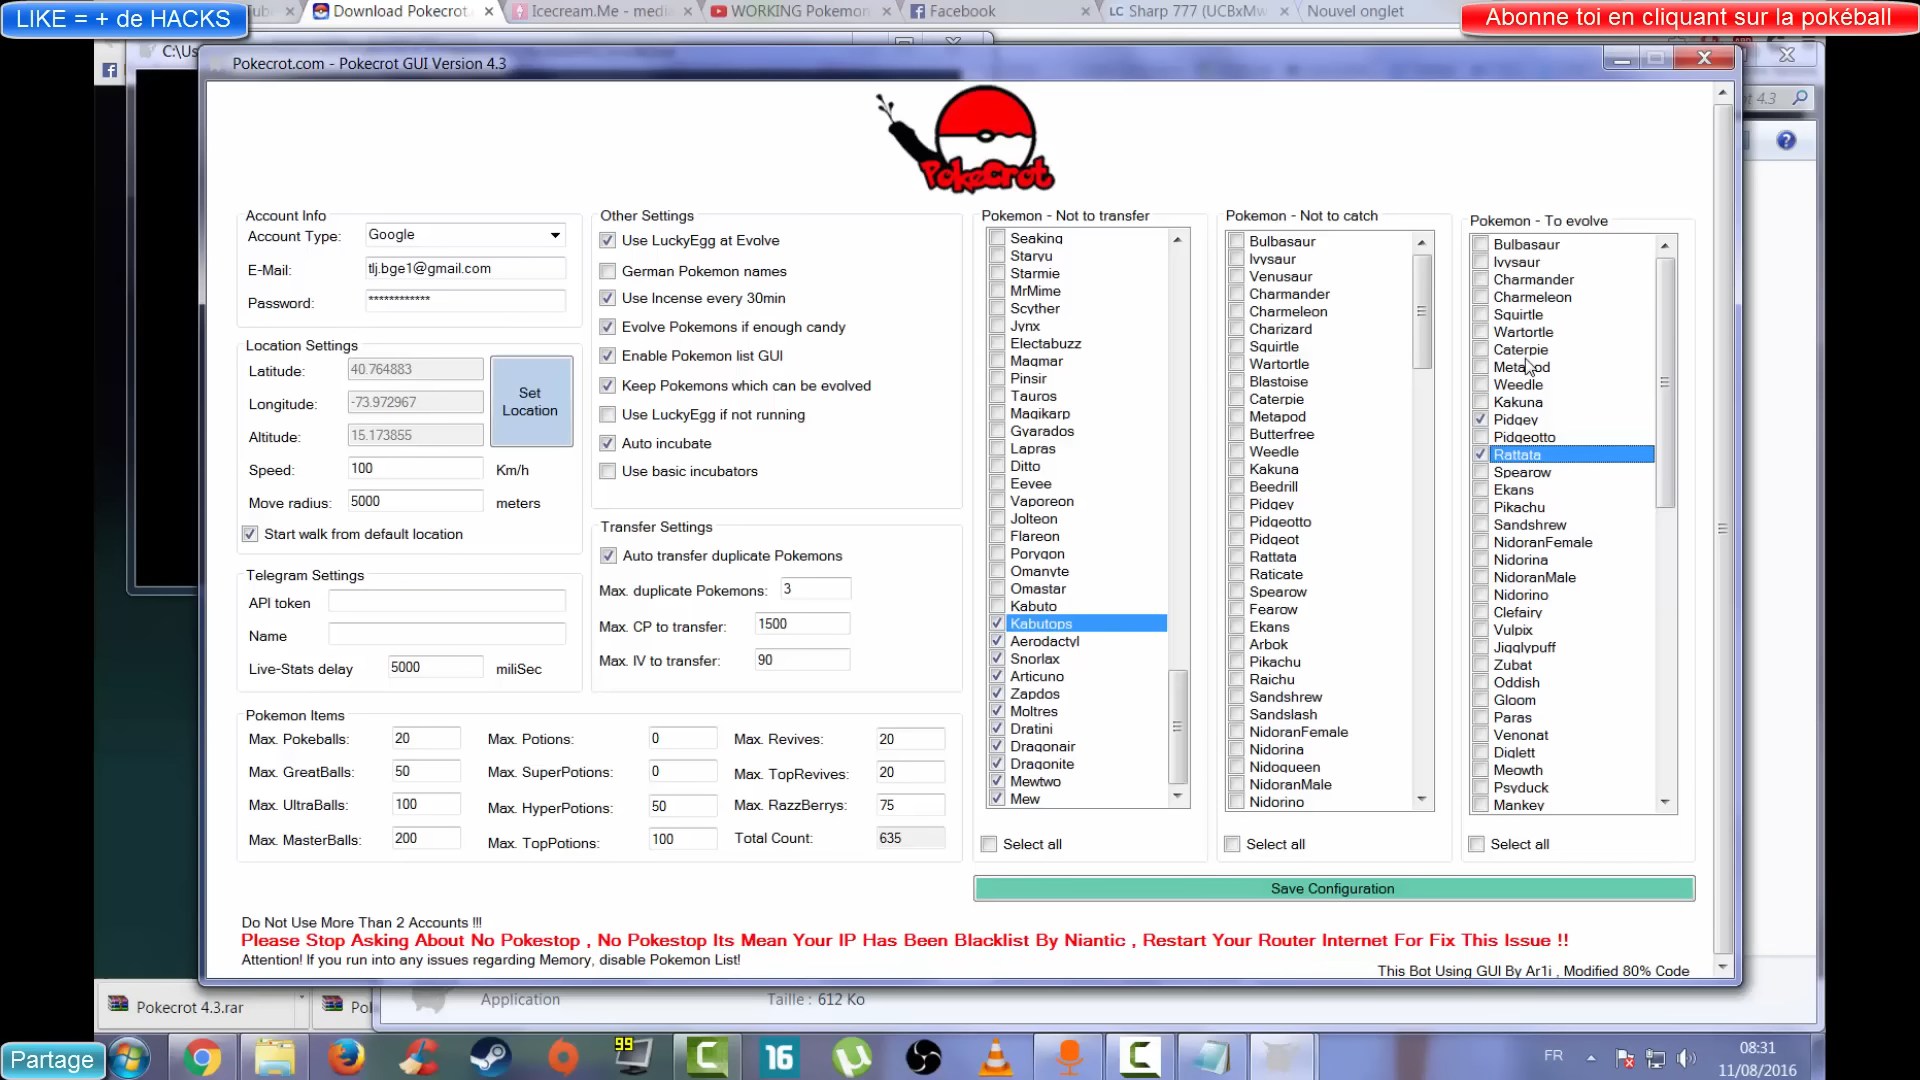 LIKE = + de HACKS
Download Pokecrot.
Icecream.Me - medi
WORKING Pokemon
Facebook
LC Sharp 777 (UCBxMw
Nouvel onglet
Abonne toi en cliquant sur la pokéball
C:\Us
Pokecrot.com - Pokecrot GUI Version 4.3
ot 4.3
PokeCrot
Account Info
Account Type:
Google
E-Mail:
tlj.bge1@gmail.com
Password:
************
Location Settings
Latitude:
40.764883
Longitude:
-73.972967
Altitude:
15.173855
Set
Location
Speed:
100
Km/h
Move radius:
5000
meters
Start walk from default location
Telegram Settings
API token
Name
Live-Stats delay
5000
miliSec
Other Settings
Use LuckyEgg at Evolve
German Pokemon names
Use Incense every 30min
Evolve Pokemons if enough candy
Enable Pokemon list GUI
Keep Pokemons which can be evolved
Use LuckyEgg if not running
Auto incubate
Use basic incubators
Transfer Settings
Auto transfer duplicate Pokemons
Max. duplicate Pokemons:
3
Max. CP to transfer:
1500
Max. IV to transfer:
90
Pokemon Items
Max. Pokeballs:
20
Max. Potions:
0
Max. Revives:
20
Max. GreatBalls:
50
Max. SuperPotions:
0
Max. TopRevives:
20
Max. UltraBalls:
100
Max. HyperPotions:
50
Max. RazzBerrys:
75
Max. MasterBalls:
200
Max. TopPotions:
100
Total Count:
635
Pokemon - Not to transfer
Seaking
Staryu
Starmie
MrMime
Scyther
Jynx
Electabuzz
Magmar
Pinsir
Tauros
Magikarp
Gyarados
Lapras
Ditto
Eevee
Vaporeon
Jolteon
Flareon
Porygon
Omanyte
Omastar
Kabuto
Kabutops
Aerodactyl
Snorlax
Articuno
Zapdos
Moltres
Dratini
Dragonair
Dragonite
Mewtwo
Mew
Select all
Pokemon - Not to catch
Bulbasaur
Ivysaur
Venusaur
Charmander
Charmeleon
Charizard
Squirtle
Wartortle
Blastoise
Caterpie
Metapod
Butterfree
Weedle
Kakuna
Beedrill
Pidgey
Pidgeotto
Pidgeot
Rattata
Raticate
Spearow
Fearow
Ekans
Arbok
Pikachu
Raichu
Sandshrew
Sandslash
NidoranFemale
Nidorina
Nidoqueen
NidoranMale
Nidorino
Select all
Pokemon - To evolve
Bulbasaur
Ivysaur
Charmander
Charmeleon
Squirtle
Wartortle
Caterpie
Metapod
Weedle
Kakuna
Pidgey
Pidgeotto
Rattata
Spearow
Ekans
Pikachu
Sandshrew
NidoranFemale
Nidorina
NidoranMale
Nidorino
Clefairy
Vulpix
Jigglypuff
Zubat
Oddish
Gloom
Paras
Venonat
Diglett
Meowth
Psyduck
Mankey
Select all
Save Configuration
Do Not Use More Than 2 Accounts !!!
Please Stop Asking About No Pokestop , No Pokestop Its Mean Your IP Has Been Blacklist By Niantic , Restart Your Router Internet For Fix This Issue !!
Attention! If you run into any issues regarding Memory, disable Pokemon List!
This Bot Using GUI By Ar1i , Modified 80% Code
Pokecrot 4.3.rar
Pol
Application
Taille : 612 Ko
Partage
99
16
FR
08:31
11/08/2016